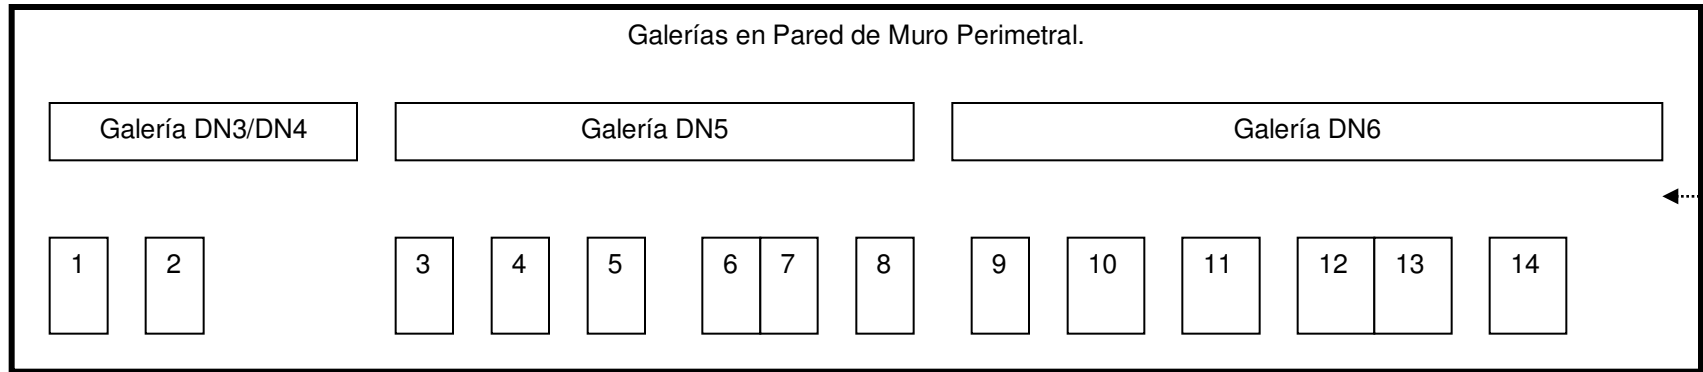 Galerías en Pared de Muro Perimetral.
Galería DN3/DN4 Galería DN5 Galería DN6
1 2 3 4 5 6 7 8 9 10 11 12 13 14